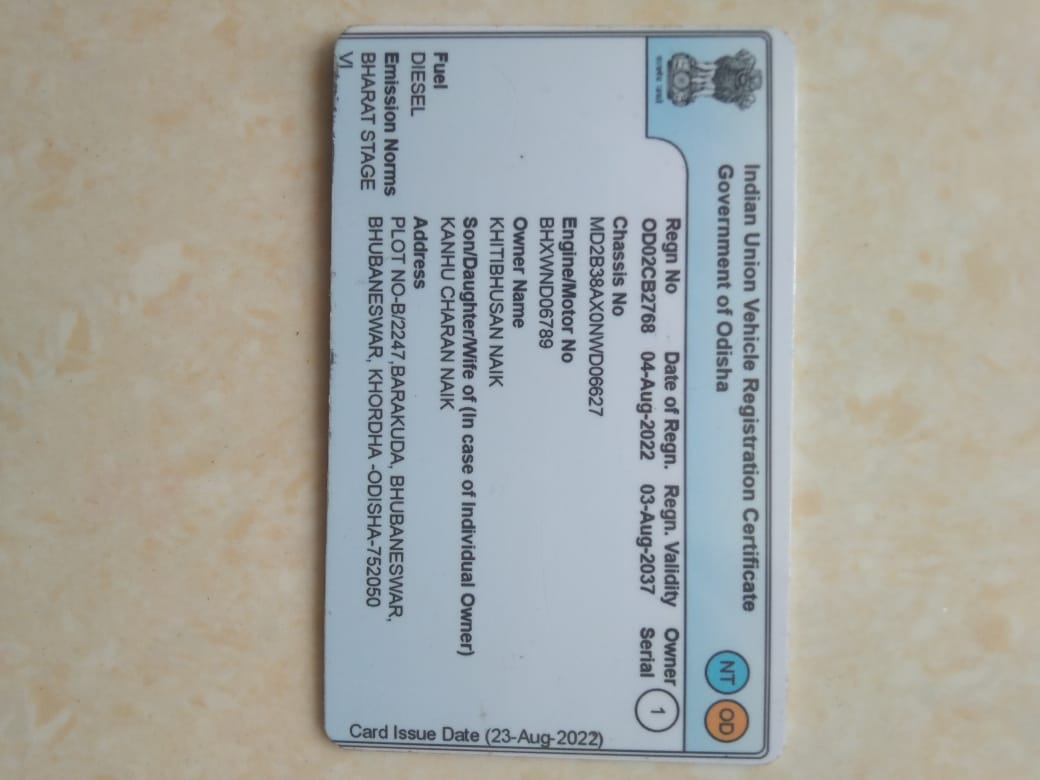 Indian Union Vehicle Registration Certificate
Government of Odisha
NT OD
Regn No Date of Regn. Regn. Validity Owner
OD02CB2768 04-Aug-2022 03-Aug-2037 Serial 1
Chassis No
MD2B38AX0NWD06627
Engine/Motor No
BHXWND06789
Owner Name
KHITIBHUSAN NAIK
Son/Daughter/Wife of (In case of Individual Owner)
KANHU CHARAN NAIK
Fuel
DIESEL
Emission Norms
BHARAT STAGE
VI
Address
PLOT NO-B/2247,BARAKUDA, BHUBANESWAR,
BHUBANESWAR, KHORDHA -ODISHA-752050
Card Issue Date (23-Aug-2022)